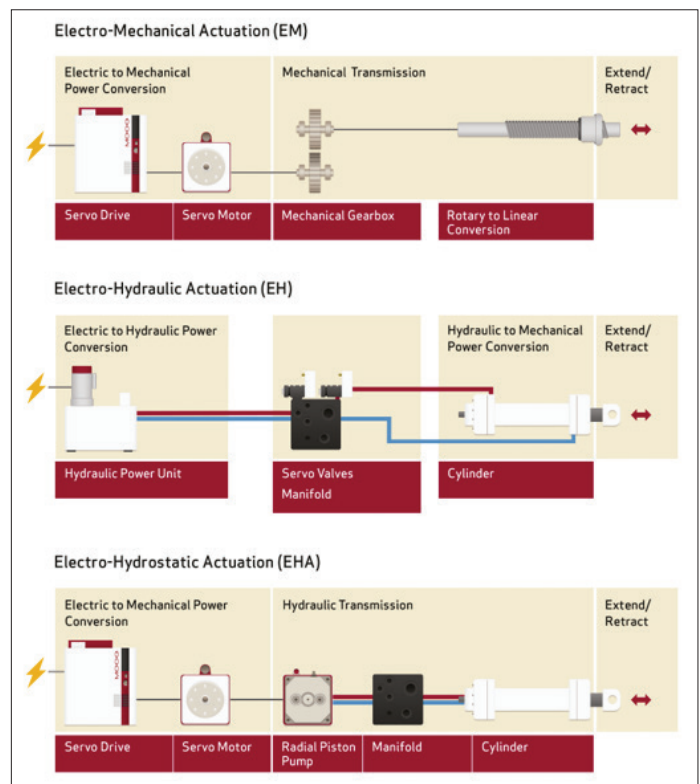 Electro-Mechanical Actuation (EM)
Electric to Mechanical
Power Conversion
Mechanical Transmission
Extend/
Retract
MOOG
Servo Drive
Servo Motor
Mechanical Gearbox
Rotary to Linear
Conversion
Electro-Hydraulic Actuation (EH)
Electric to Hydraulic Power
Conversion
Hydraulic to Mechanical
Power Conversion
Extend/
Retract
Hydraulic Power Unit
Servo Valves
Manifold
Cylinder
Electro-Hydrostatic Actuation (EHA)
Electric to Mechanical Power
Conversion
Hydraulic Transmission
Extend/
Retract
MOOG
Servo Drive
Servo Motor
Radial Piston
Pump
Manifold
Cylinder